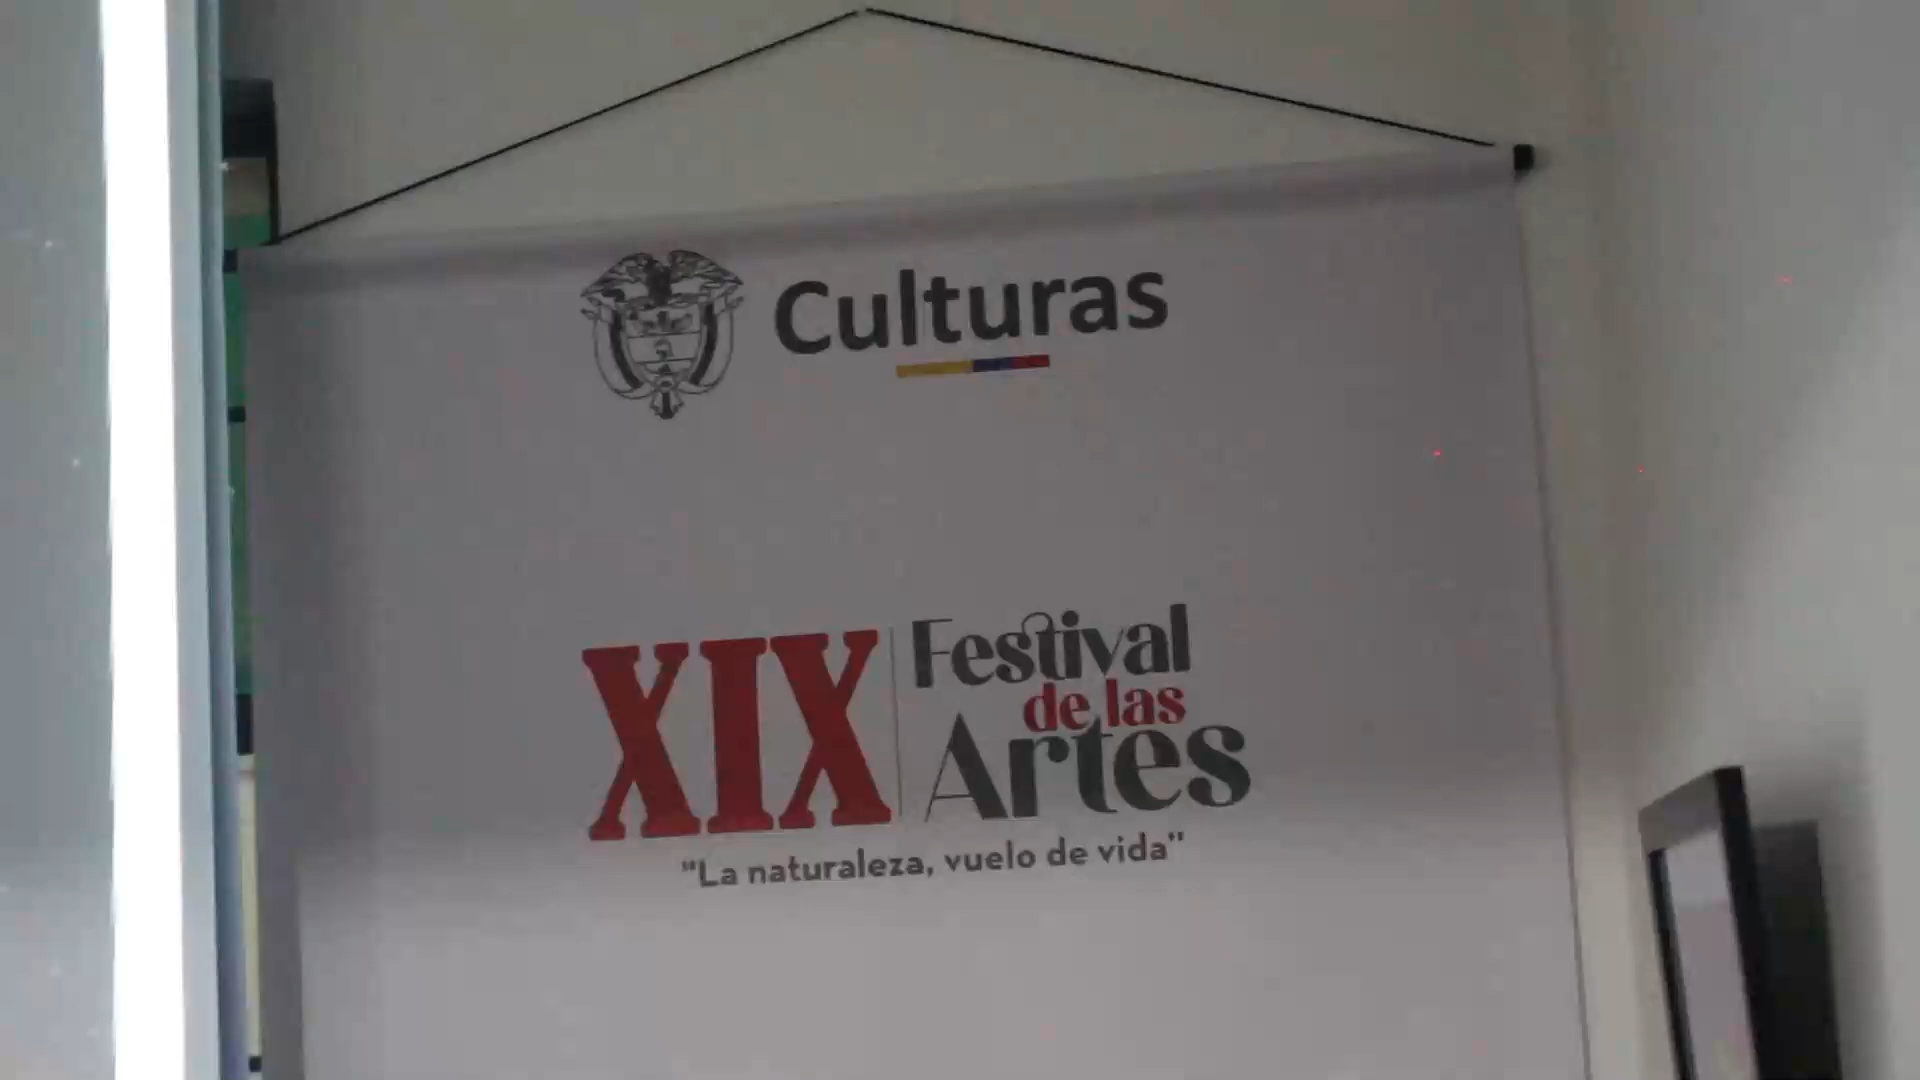 Culturas
XIX
Festival
de las
Artes
"La naturaleza, vuelo de vida"